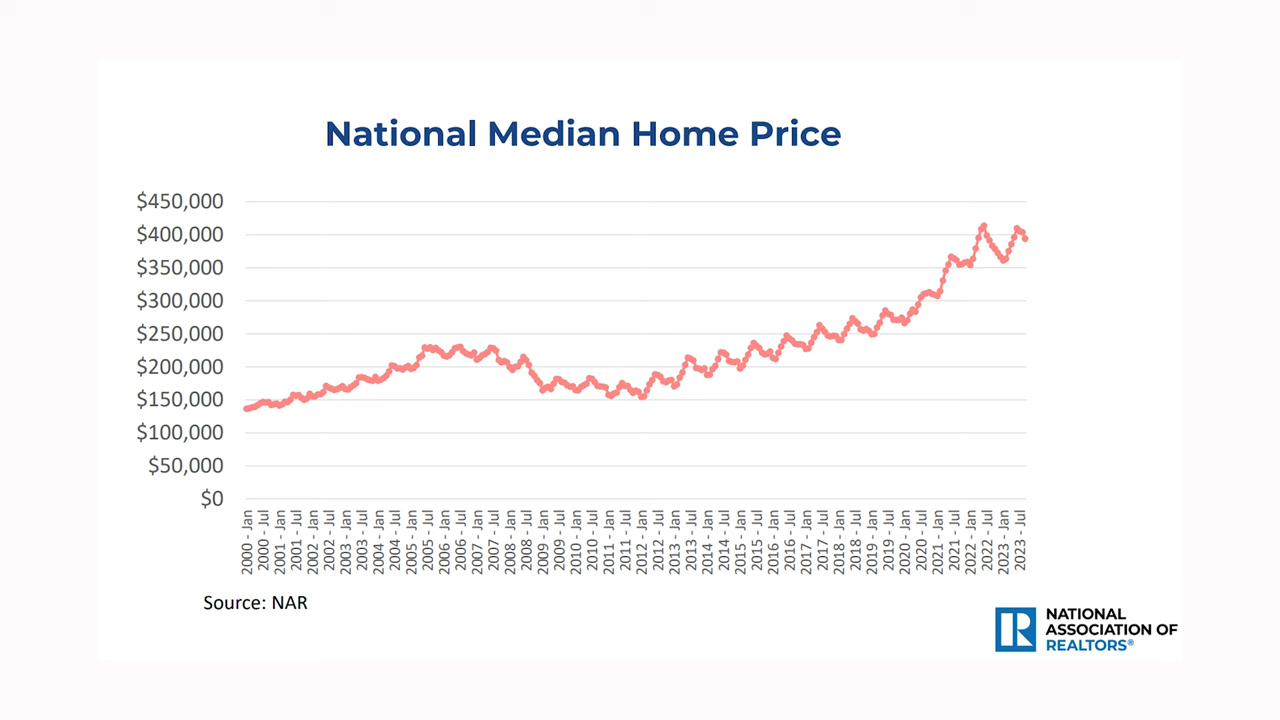 National Median Home Price
$450,000
$400,000
$350,000
$300,000
$250,000
$200,000
$150,000
$100,000
$50,000
$0
2000 - Jan
2000 - Jul
2001 - Jan
2001 - Jul
2002 - Jan
2002 - Jul
2003 - Jan
2003 - Jul
2004 - Jan
2004 - Jul
2005 - Jan
2005 - Jul
2006 - Jan
2006 - Jul
2007 - Jan
2007 - Jul
2008 - Jan
2008 - Jul
2009 - Jan
2009 - Jul
2010 - Jan
2010 - Jul
2011 - Jan
2011 - Jul
2012 - Jan
2012 - Jul
2013 - Jan
2013 - Jul
2014 - Jan
2014 - Jul
2015 - Jan
2015 - Jul
2016 - Jan
2016 - Jul
2017 - Jan
2017 - Jul
2018 - Jan
2018 - Jul
2019 - Jan
2019 - Jul
2020 - Jan
2020 - Jul
2021 - Jan
2021 - Jul
2022 - Jan
2022 - Jul
2023 - Jan
2023 - Jul
Source: NAR
R
NATIONAL
ASSOCIATION OF
REALTORS®